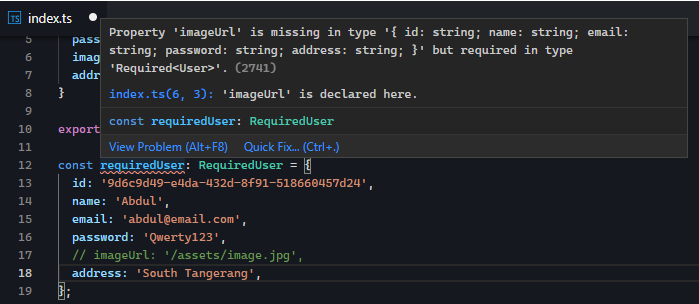 TS index.ts
Property 'imageUrl' is missing in type '{ id: string; name: string; email:
string; password: string; address: string; }' but required in type
'Required<User>'. (2741)
index.ts(6, 3): 'imageUrl' is declared here.
const requiredUser: RequiredUser
View Problem (Alt+F8) Quick Fix... (Ctrl+.)
5 pass
6 imag
7 addr
8 }
9
10 export
11
12 const requiredUser: RequiredUser = {
13 id: '9d6c9d49-e4da-432d-8f91-518660457d24',
14 name: 'Abdul',
15 email: 'abdul@email.com',
16 password: 'Qwerty123',
17 // imageUrl: '/assets/image.jpg',
18 address: 'South Tangerang',
19 };